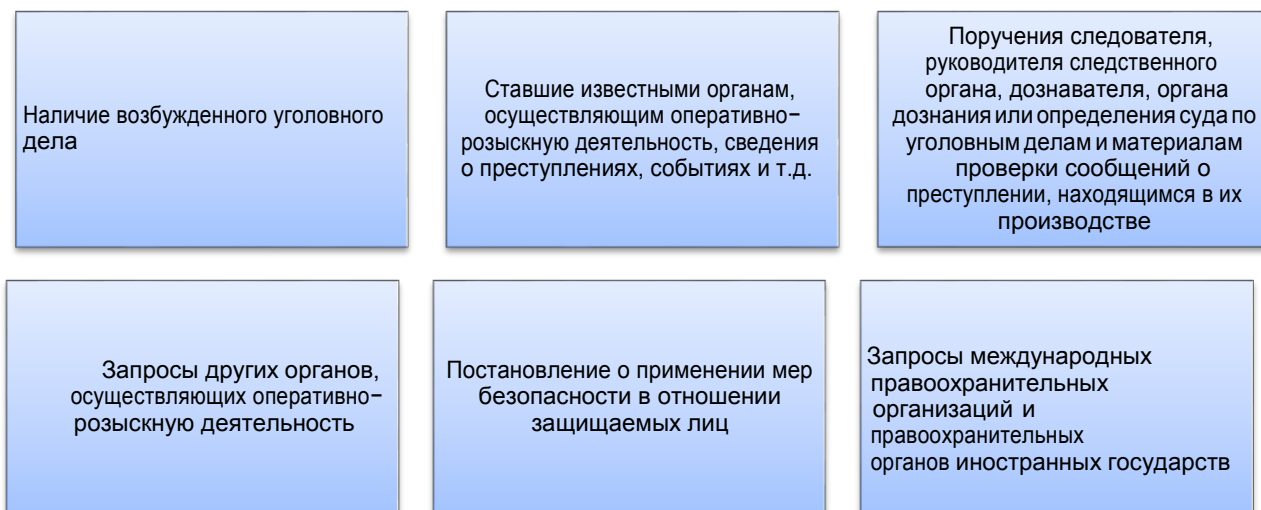 Наличие возбужденного уголовного
дела
Ставшие известными органам,
осуществляющим оперативно–
розыскную деятельность, сведения
о преступлениях, событиях и т.д.
Поручения следователя,
руководителя следственного
органа, дознавателя, органа
дознания или определения суда по
уголовным делам и материалам
проверки сообщений о
преступлении, находящимся в их
производстве
Запросы других органов,
осуществляющих оперативно–
розыскную деятельность
Постановление о применении мер
безопасности в отношении
защищаемых лиц
Запросы международных
правоохранительных
организаций и
правоохранительных
органов иностранных государств